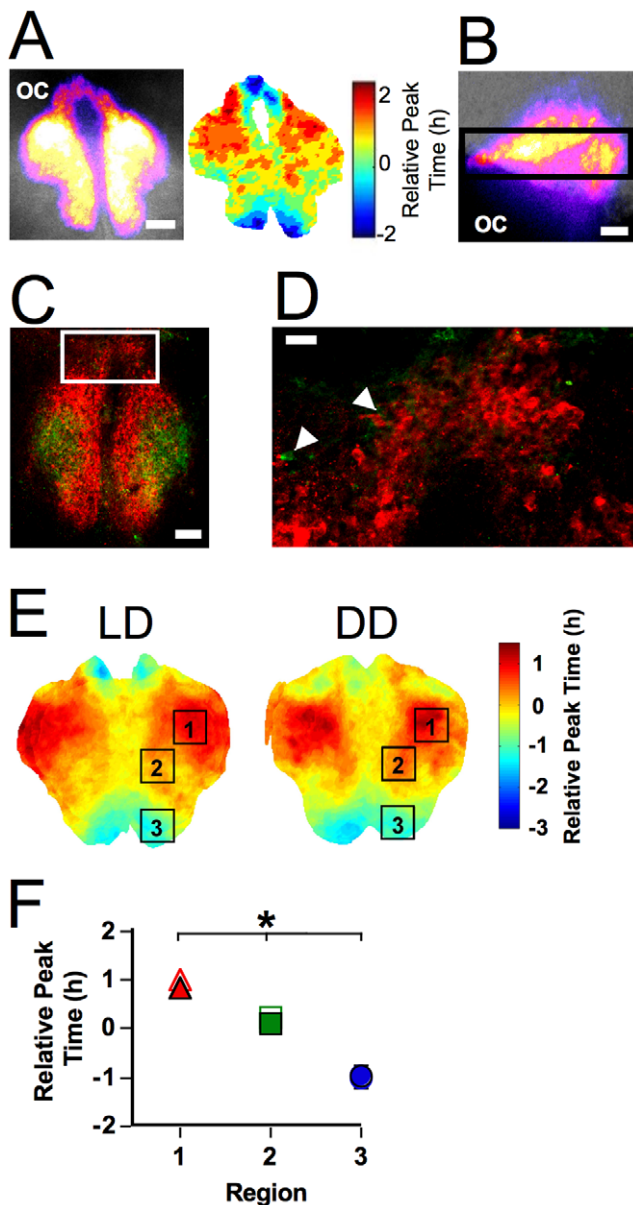 A
OC
2
0
-2
Relative Peak
Time (h)
B
OC
C
D
E
LD
DD
1
2
3
1
2
3
1
0
-1
-2
-3
Relative Peak Time (h)
F
*
2
1
0
-1
-2
Relative Peak
Time (h)
1 2 3
Region